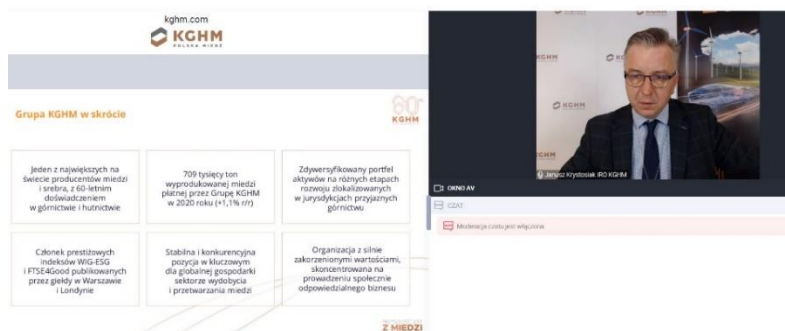 kghm.com
KGHM
POLSKA MIEDŹ
Grupa KGHM w skrócie
KGHM
Jeden z największych na
świecie producentów miedzi
i srebra, z 60-letnim
doświadczeniem
w górnictwie i hutnictwie
709 tysięcy ton
wyprodukowanej miedzi
płatnej przez Grupę KGHM
w 2020 roku (+1,1% r/r)
Zdywersyfikowany portfel
aktywów na różnych etapach
rozwoju zlokalizowanych
w jurysdykcjach przyjaznych
górnictwu
Członek prestiżowych
indeksów WIG-ESG
i FTSE4Good publikowanych
przez giełdy w Warszawie
i Londynie
Stabilna i konkurencyjna
pozycja w kluczowym
dla globalnej gospodarki
sektorze wydobycia
i przetwarzania miedzi
Organizacja z silnie
zakorzenionymi wartościami,
skoncentrowana na
prowadzeniu społecznie
odpowiedzialnego biznesu
Z MIEDZI
KGHM
KGHM
Janusz Krystosiak IRO KGHM
OKNO AV
CZAT
Moderacja czatu jest włączona